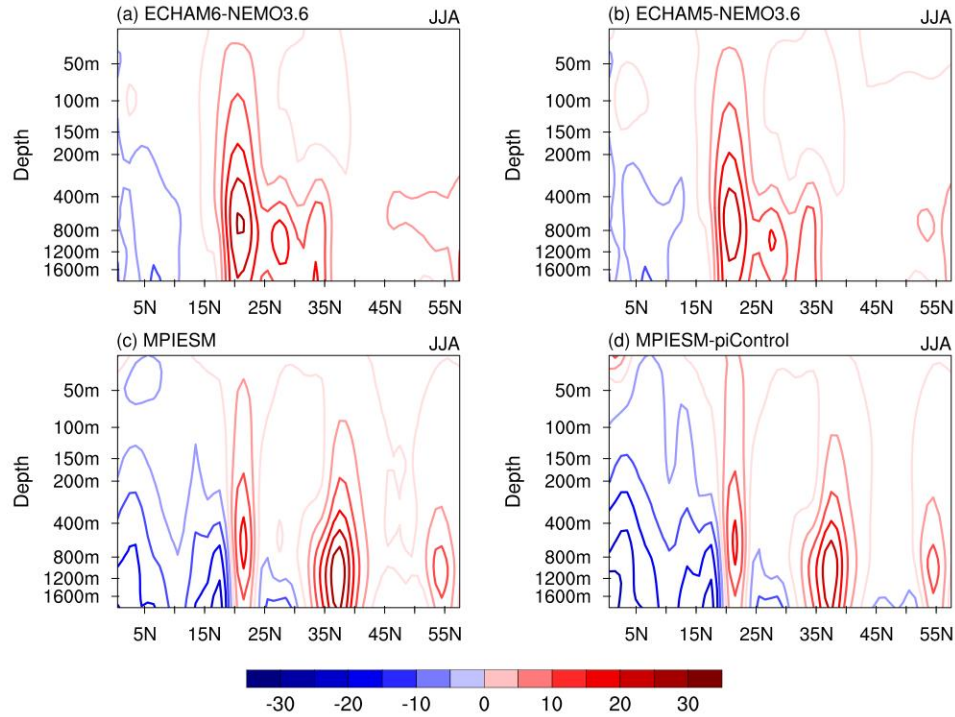 (a) ECHAM6-NEMO3.6 JJA
(b) ECHAM5-NEMO3.6 JJA
Depth
50m
100m
150m
200m
400m
800m
1200m
1600m
5N 15N 25N 35N 45N 55N
Depth
50m
100m
150m
200m
400m
800m
1200m
1600m
5N 15N 25N 35N 45N 55N
(c) MPIESM JJA
(d) MPIESM-piControl JJA
Depth
50m
100m
150m
200m
400m
800m
1200m
1600m
5N 15N 25N 35N 45N 55N
Depth
50m
100m
150m
200m
400m
800m
1200m
1600m
5N 15N 25N 35N 45N 55N
-30 -20 -10 0 10 20 30